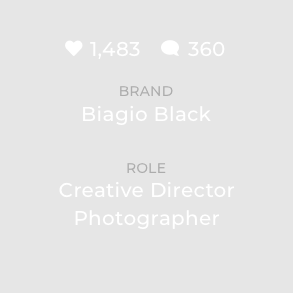 1,483 360
BRAND
Biagio Black
ROLE
Creative Director
Photographer